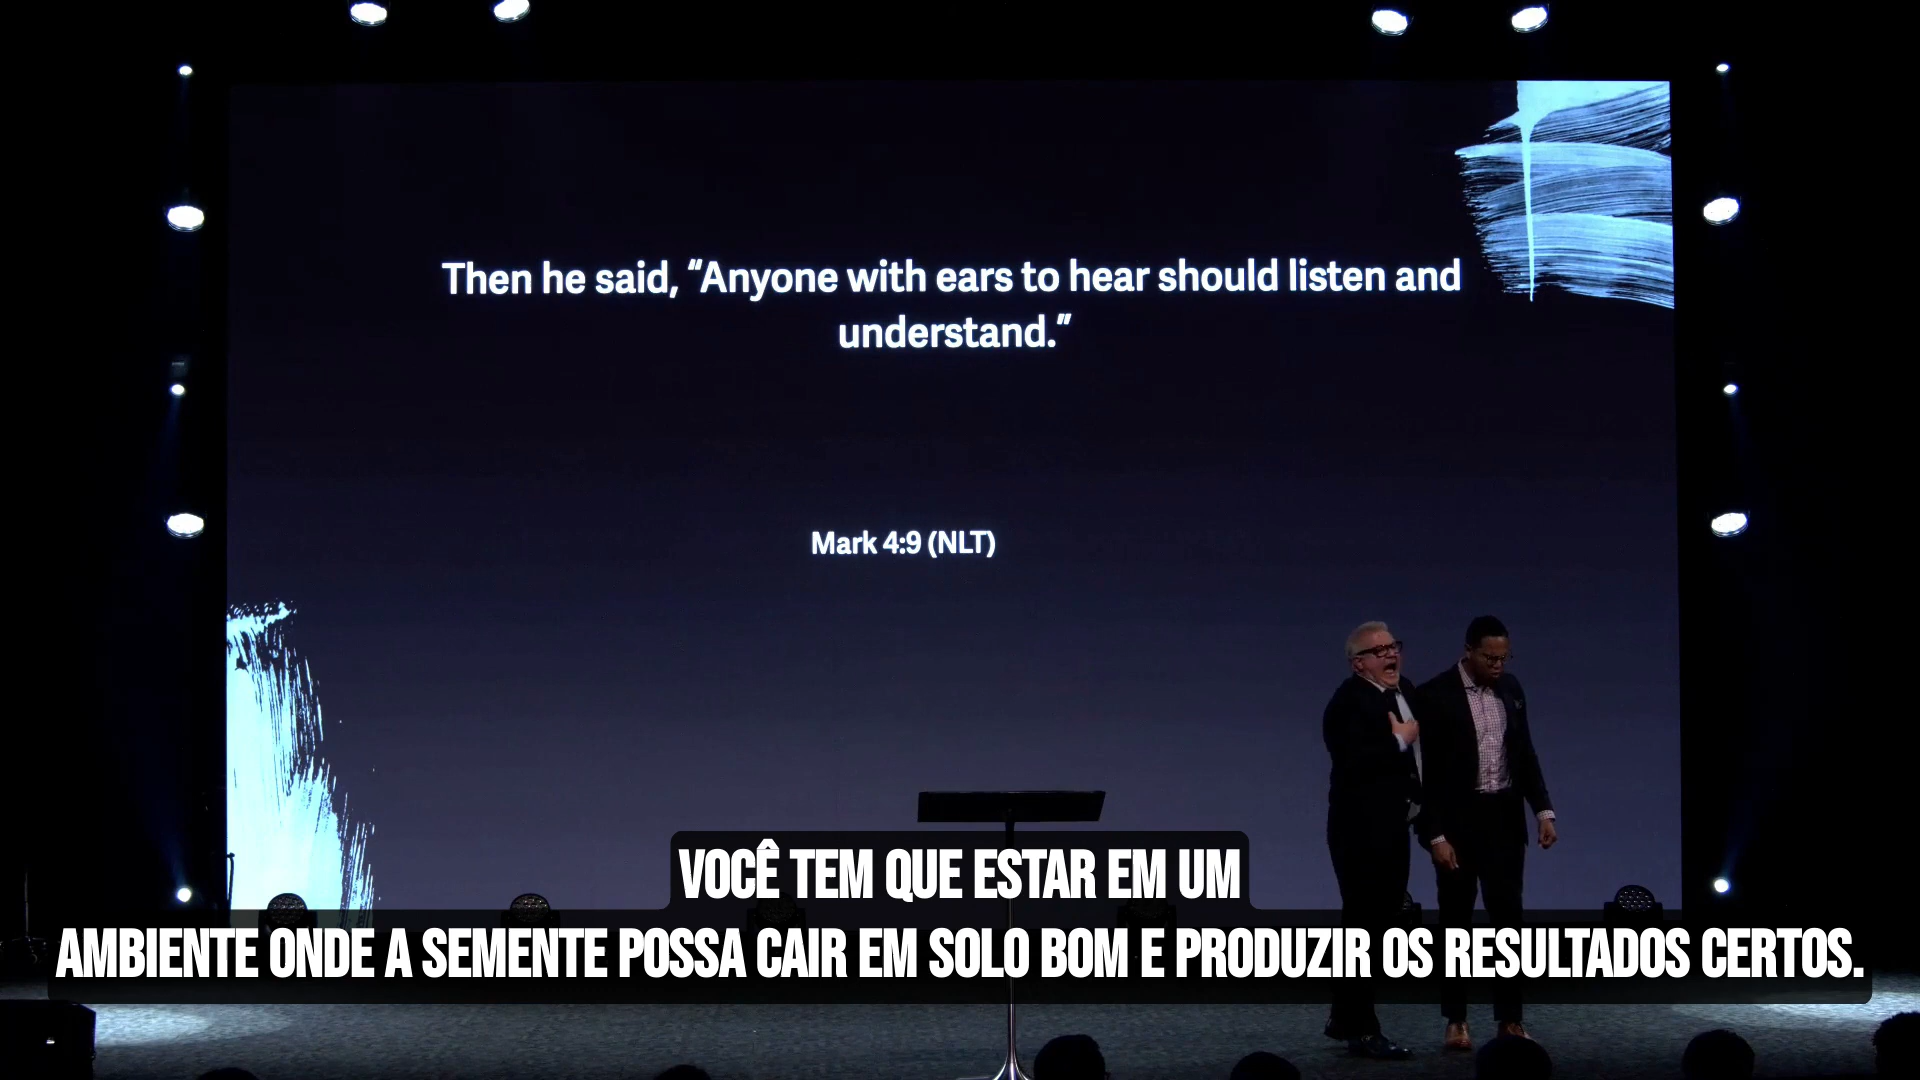 Then he said, “Anyone with ears to hear should listen and
understand.”
Mark 4:9 (NLT)
VOCÊ TEM QUE ESTAR EM UM
AMBIENTE ONDE A SEMENTE POSSA CAIR EM SOLO BOM E PRODUZIR OS RESULTADOS CERTOS.